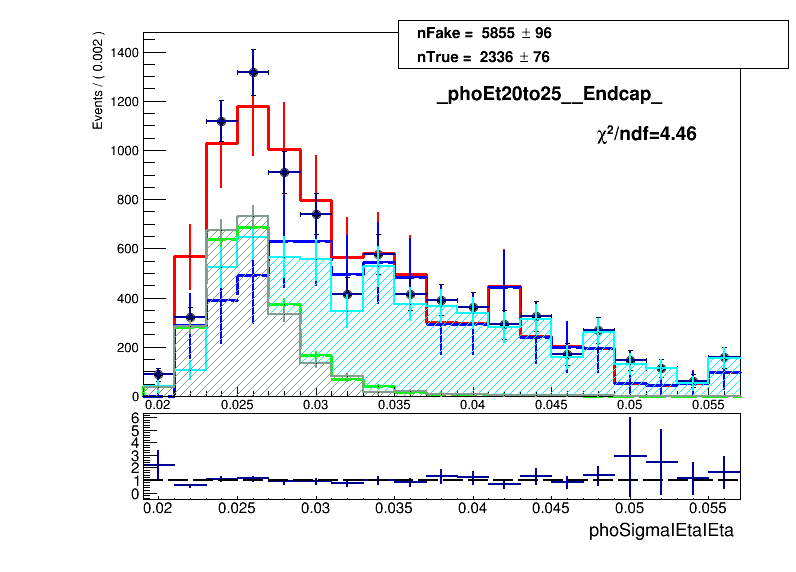 nFake = 5855 ± 96
nTrue = 2336 ± 76
_phoEt20to25__Endcap_
χ²/ndf=4.46
Events / ( 0.002 )
1400
1200
1000
800
600
400
200
0
0.02 0.025 0.03 0.035 0.04 0.045 0.05 0.055
6
5
4
3
2
1
0
0.02 0.025 0.03 0.035 0.04 0.045 0.05 0.055
phoSigmaIEtaIEta